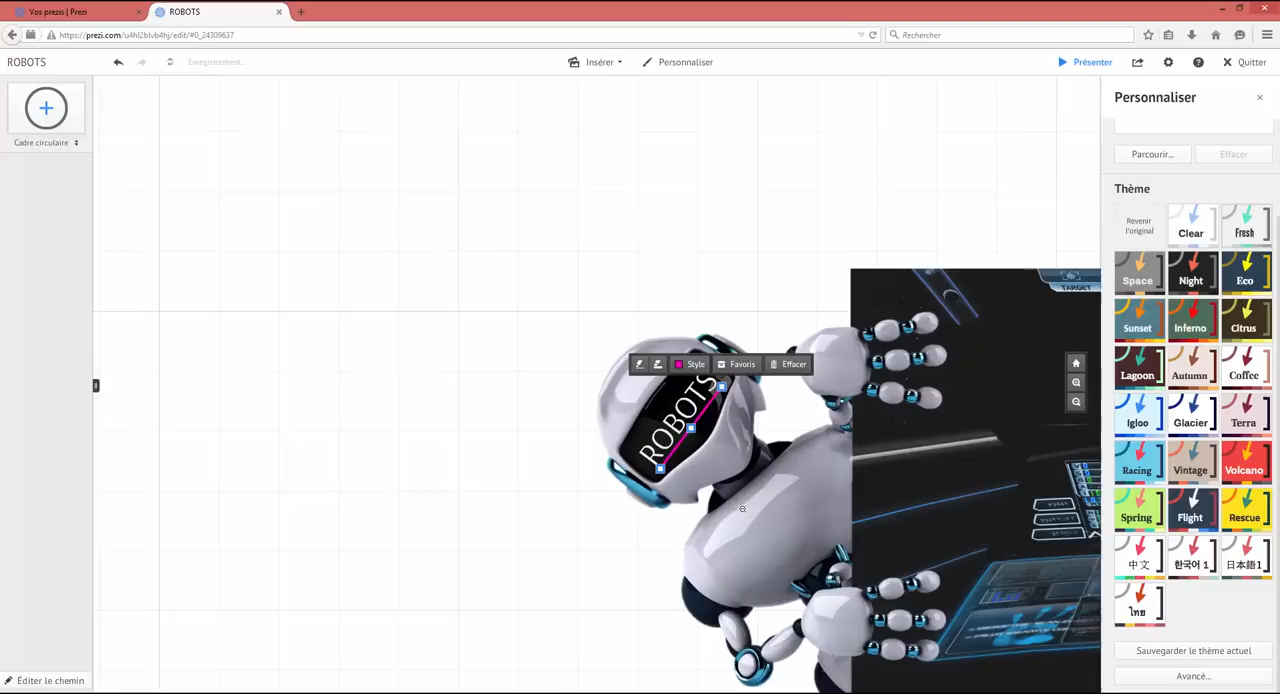 Vos prezis | Prezi
ROBOTS
https://prezi.com/u4hl2blvb4hj/edit/#0_24309637
Rechercher
ROBOTS
Enregistrement...
Insérer
Personnaliser
Présenter
Quitter
Cadre circulaire
Personnaliser
Parcourir...
Effacer
Thème
Revenir l'original
Clear
Fresh
Space
Night
Eco
Sunset
Inferno
Citrus
Lagoon
Autumn
Coffee
Igloo
Glacier
Terra
Racing
Vintage
Volcano
Spring
Flight
Rescue
中文
한국어 1
日本語1
ไทย
Sauvegarder le thème actuel
Avancé...
TARGET
Style
Favoris
Effacer
ROBOTS
Éditer le chemin